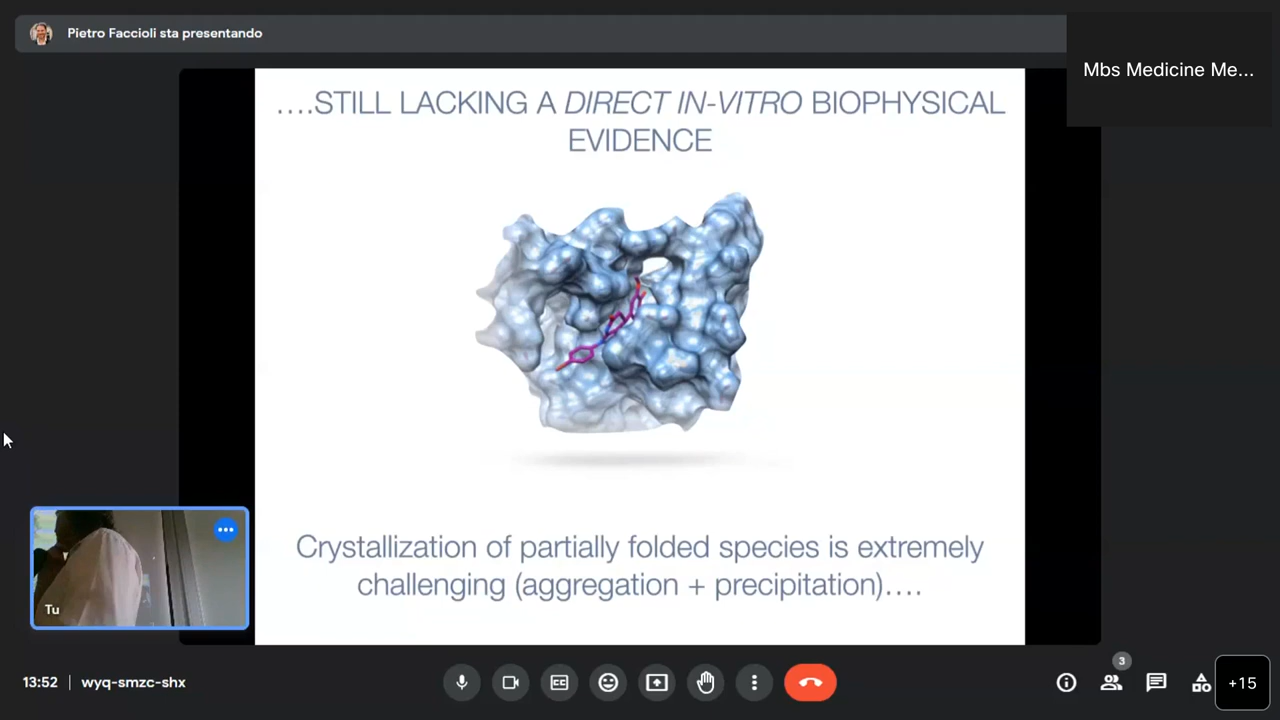 Pietro Faccioli sta presentando
Mbs Medicine Me...
....STILL LACKING A DIRECT IN-VITRO BIOPHYSICAL
EVIDENCE
Crystallization of partially folded species is extremely
challenging (aggregation + precipitation)....
Tu
13:52 | wyq-smzc-shx
3
+15